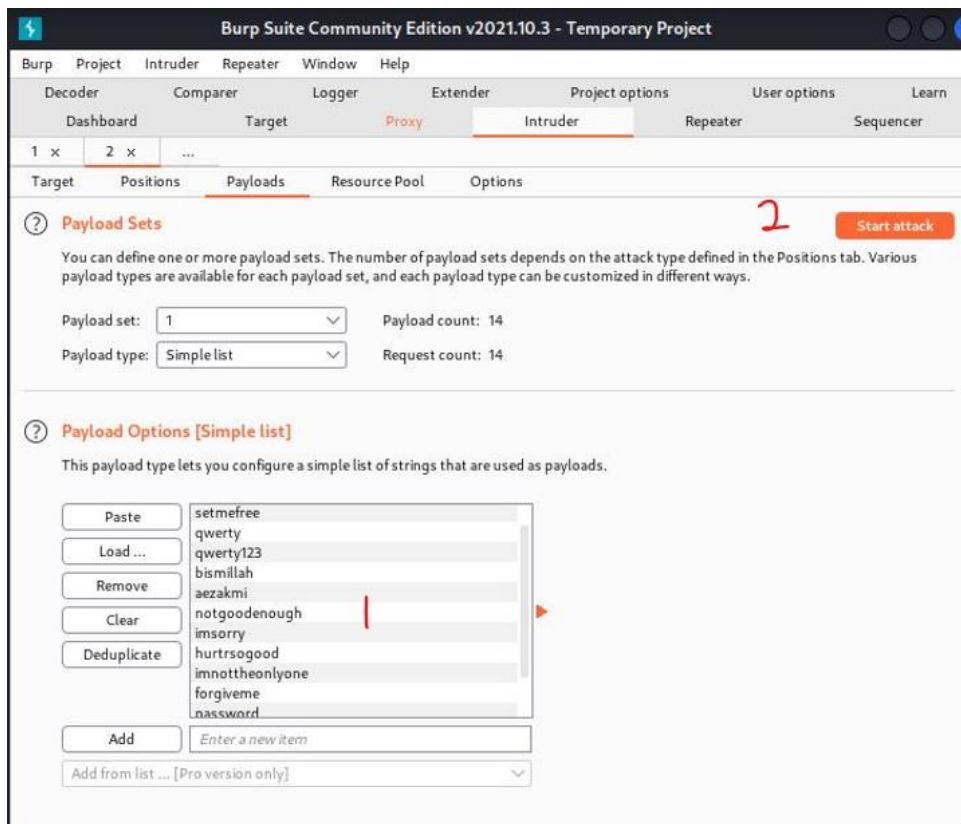 Burp Suite Community Edition v2021.10.3 - Temporary Project
Burp Project Intruder Repeater Window Help
Decoder Comparer Logger Extender Project options User options Learn
Dashboard Target Proxy Intruder Repeater Sequencer
1 × 2 × ...
Target Positions Payloads Resource Pool Options
? Payload Sets 2 Start attack
You can define one or more payload sets. The number of payload sets depends on the attack type defined in the Positions tab. Various
payload types are available for each payload set, and each payload type can be customized in different ways.
Payload set: 1 Payload count: 14
Payload type: Simple list Request count: 14
? Payload Options [Simple list]
This payload type lets you configure a simple list of strings that are used as payloads.
Paste
Load ...
Remove
Clear
Deduplicate
setmefree
qwerty
qwerty123
bismillah
aezakmi
notgoodenough 1
imsorry
hurtrsogood
imnottheonlyone
forgiveme
password
Add Enter a new item
Add from list ... [Pro version only]